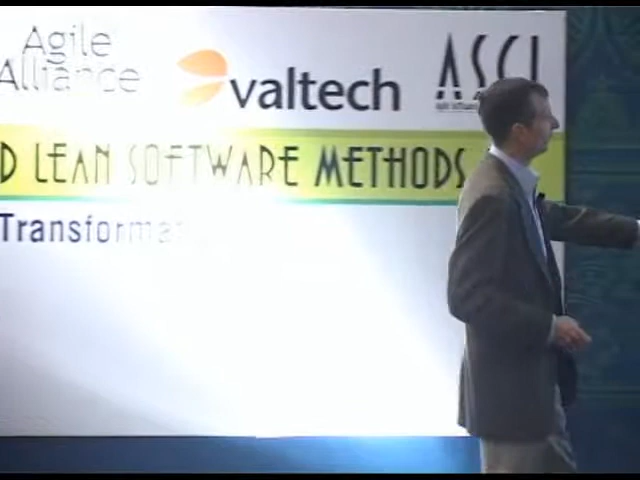 Agile
Alliance
valtech
ASCI
D LEAN SOFTWARE METHODS
Transforma